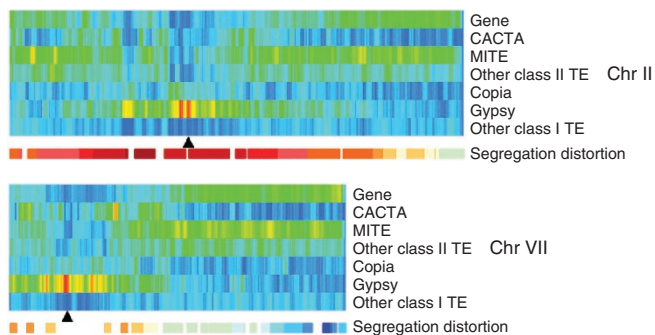 Gene
CACTA
MITE
Other class II TE Chr II
Copia
Gypsy
Other class I TE
Segregation distortion
Gene
CACTA
MITE
Other class II TE Chr VII
Copia
Gypsy
Other class I TE
Segregation distortion